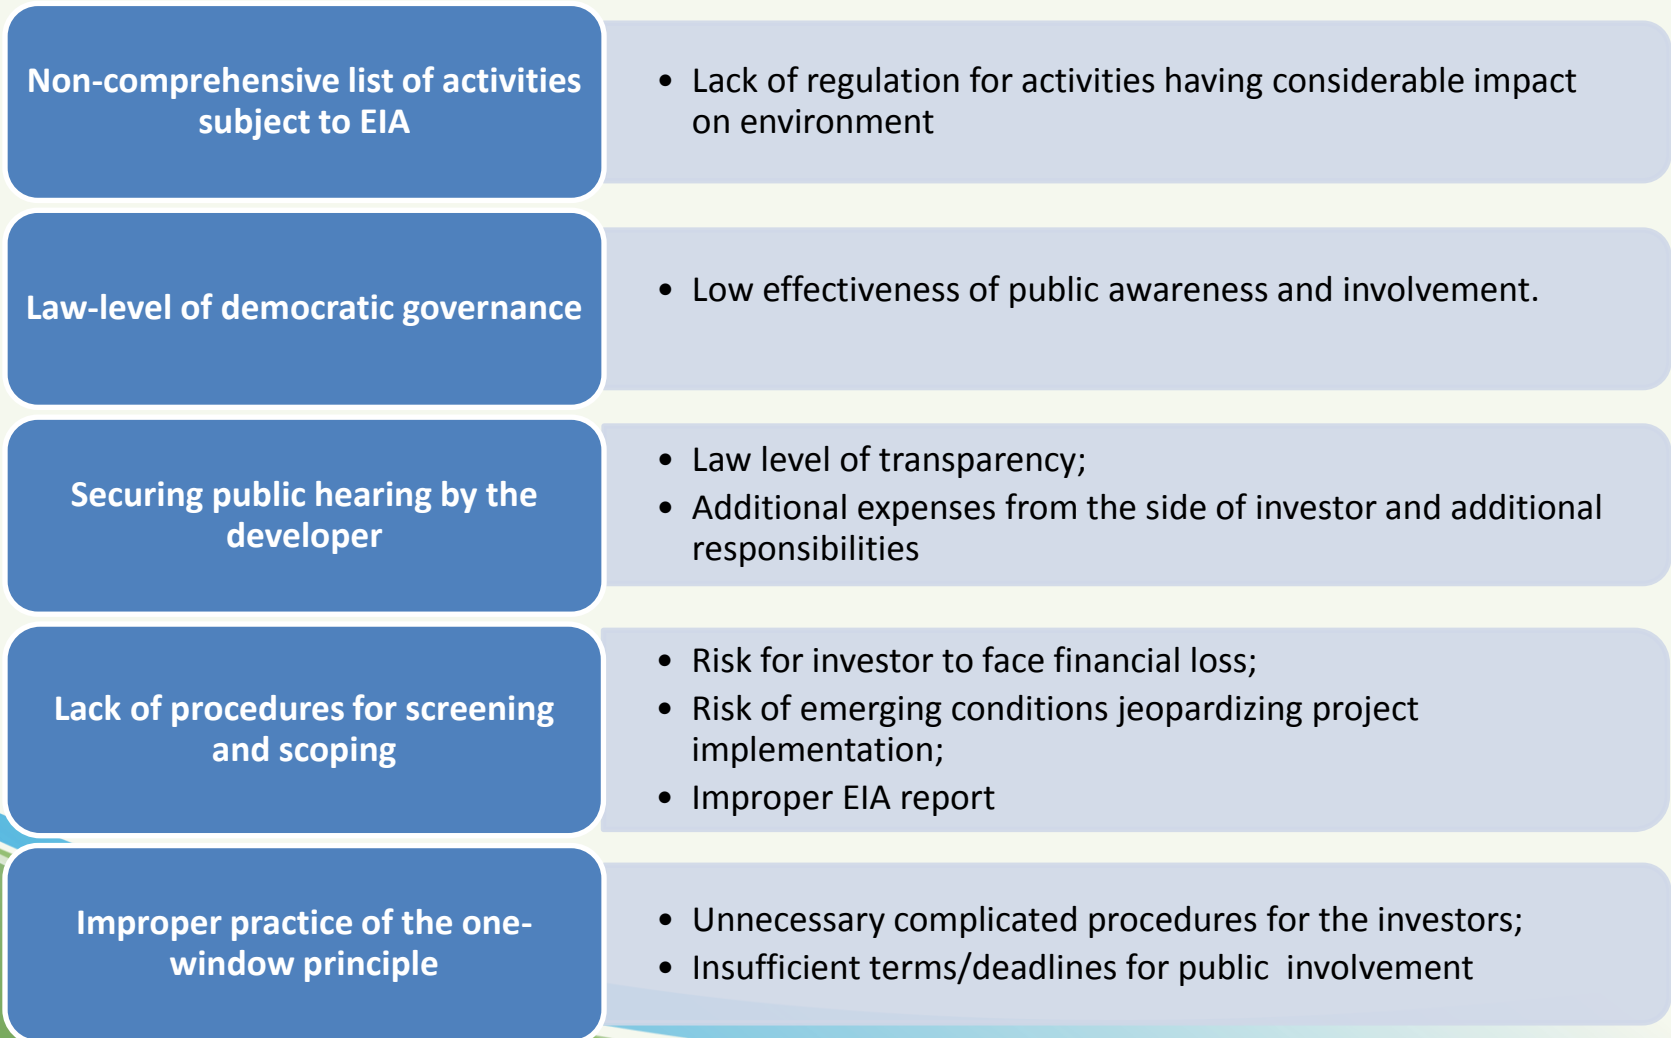 Non-comprehensive list of activities
subject to EIA
• Lack of regulation for activities having considerable impact
on environment
Law-level of democratic governance
• Low effectiveness of public awareness and involvement.
Securing public hearing by the
developer
• Law level of transparency;
• Additional expenses from the side of investor and additional
responsibilities
Lack of procedures for screening
and scoping
• Risk for investor to face financial loss;
• Risk of emerging conditions jeopardizing project
implementation;
• Improper EIA report
Improper practice of the one-
window principle
• Unnecessary complicated procedures for the investors;
• Insufficient terms/deadlines for public involvement